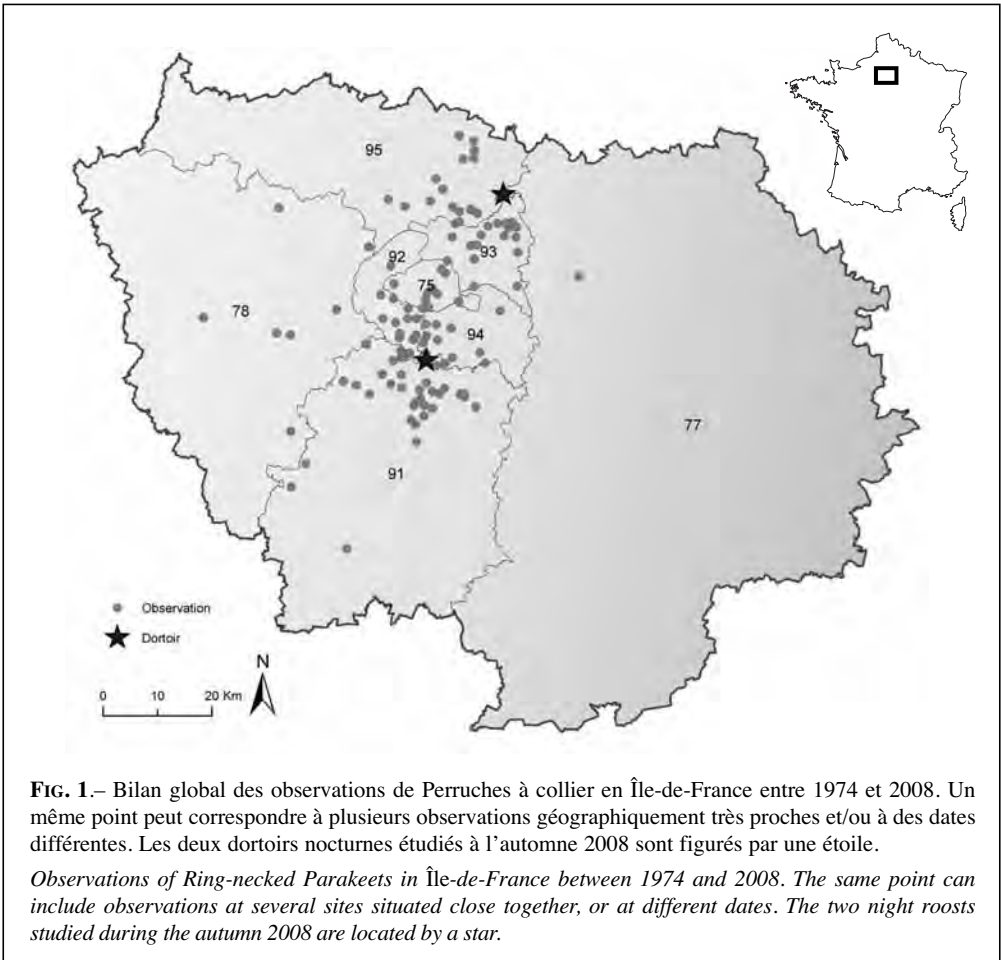 95
92
93
75
78
94
77
91
Observation
Dortoir
N
0 10 20 Km
FIG. 1.– Bilan global des observations de Perruches à collier en Île-de-France entre 1974 et 2008. Un
même point peut correspondre à plusieurs observations géographiquement très proches et/ou à des dates
différentes. Les deux dortoirs nocturnes étudiés à l'automne 2008 sont figurés par une étoile.
Observations of Ring-necked Parakeets in Île-de-France between 1974 and 2008. The same point can
include observations at several sites situated close together, or at different dates. The two night roosts
studied during the autumn 2008 are located by a star.